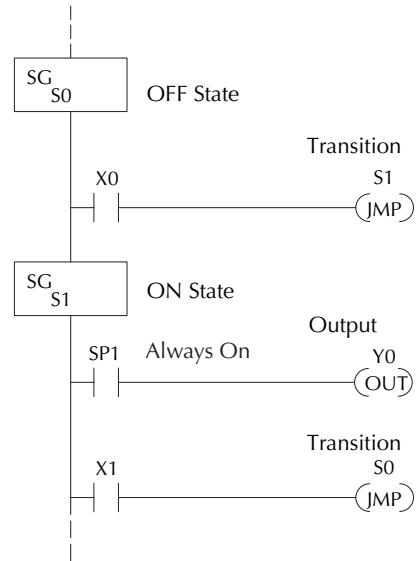 SG
S0
OFF State
Transition
X0
S1
JMP
SG
S1
ON State
Output
SP1
Always On
Y0
OUT
Transition
X1
S0
JMP